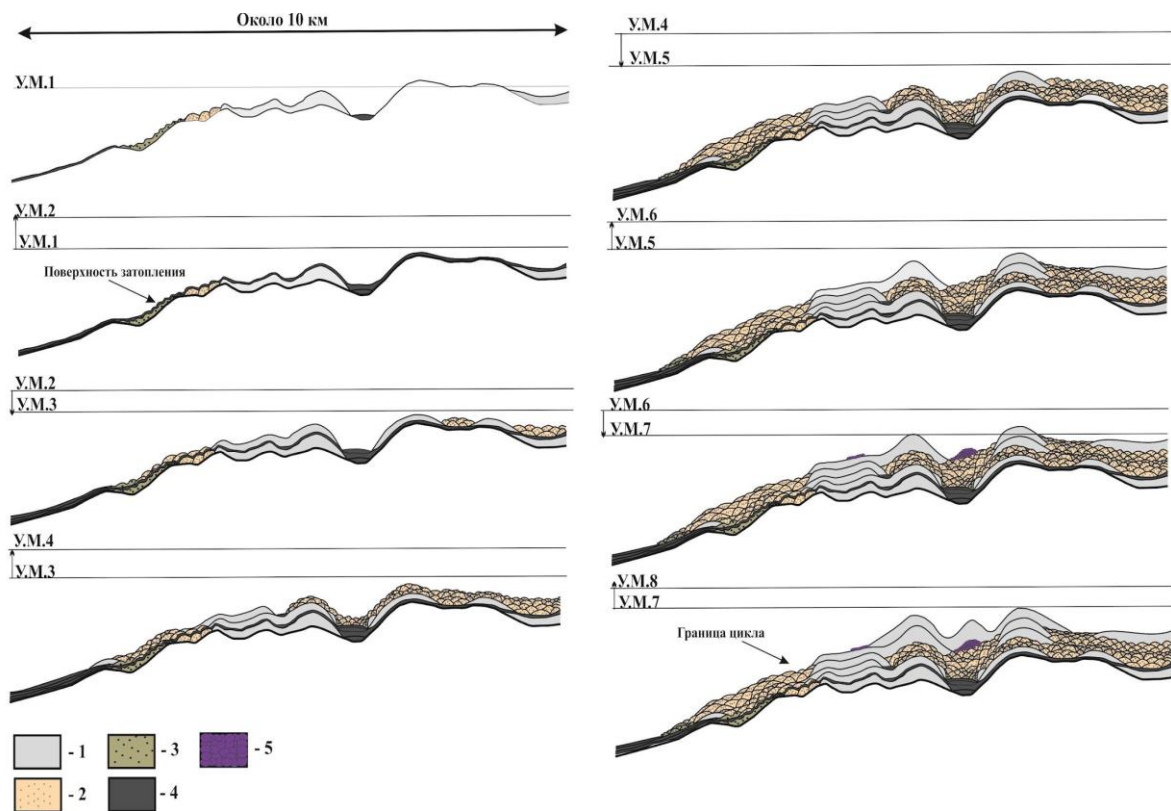 Около 10 км
У.М.1
У.М.2
У.М.1
Поверхность затопления
У.М.2
У.М.3
У.М.4
У.М.3
- 1
- 3
- 5
- 2
- 4
У.М.4
У.М.5
У.М.6
У.М.5
У.М.6
У.М.7
У.М.8
У.М.7
Граница цикла